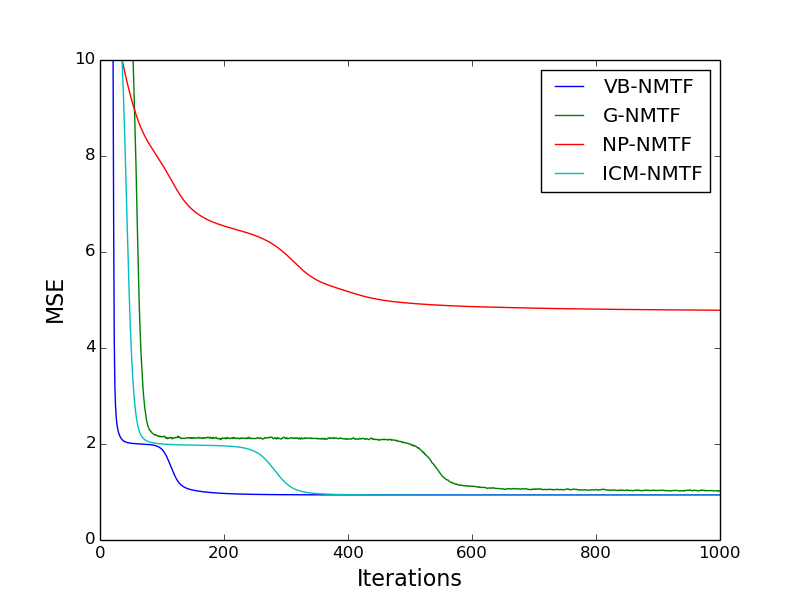 10
8
6
4
2
0
MSE
0 200 400 600 800 1000
Iterations
VB-NMTF
G-NMTF
NP-NMTF
ICM-NMTF